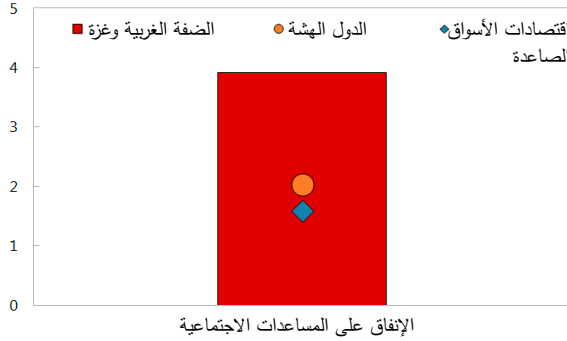 5
الضفة الغربية وغزة
الدول الهشة
قتصادات الأسواق
لصاعدة
4
3
2
1
0
الإنفاق على المساعدات الاجتماعية